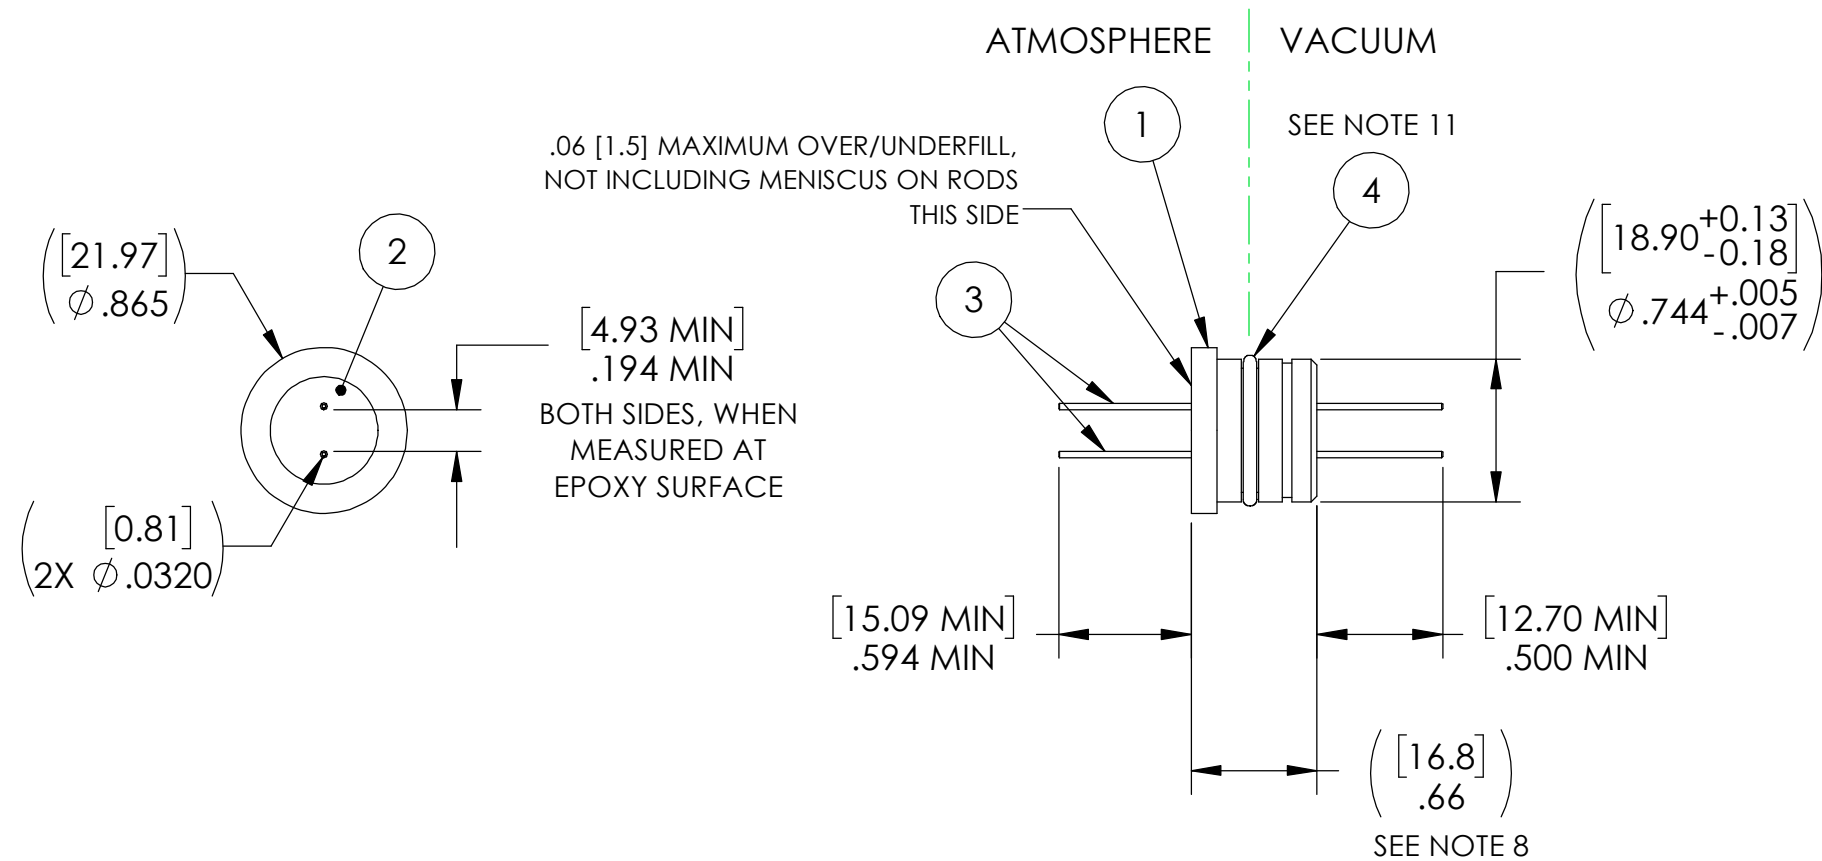 ATMOSPHERE
VACUUM
1
SEE NOTE 11
.06 [1.5] MAXIMUM OVER/UNDERFILL,
NOT INCLUDING MENISCUS ON RODS
THIS SIDE
4
2
3
([21.97]
∅ .865)
[4.93 MIN]
.194 MIN
BOTH SIDES, WHEN
MEASURED AT
EPOXY SURFACE
([18.90 +0.13 -0.18]
∅ .744 +.005 -.007)
([0.81]
2X ∅ .0320)
[15.09 MIN]
.594 MIN
[12.70 MIN]
.500 MIN
([16.8]
.66)
SEE NOTE 8